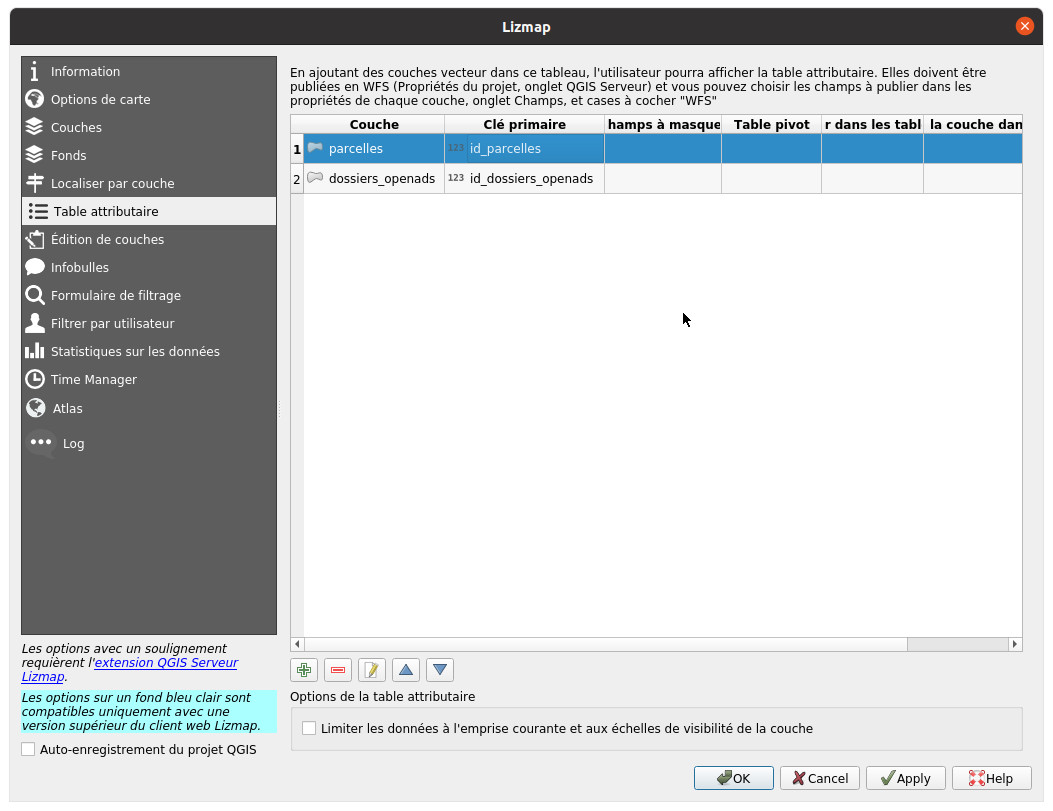 Lizmap
Information
Options de carte
Couches
Fonds
Localiser par couche
Table attributaire
Édition de couches
Infobulles
Formulaire de filtrage
Filtrer par utilisateur
Statistiques sur les données
Time Manager
Atlas
Log
Les options avec un soulignement
requièrent l'extension QGIS Serveur
Lizmap.
Les options sur un fond bleu clair sont
compatibles uniquement avec une
version supérieur du client web Lizmap.
Auto-enregistrement du projet QGIS
En ajoutant des couches vecteur dans ce tableau, l'utilisateur pourra afficher la table attributaire. Elles doivent être
publiées en WFS (Propriétés du projet, onglet QGIS Serveur) et vous pouvez choisir les champs à publier dans les
propriétés de chaque couche, onglet Champs, et cases à cocher "WFS"
Couche Clé primaire hamps à masque Table pivot r dans les tabl la couche dan
1 parcelles 123 id_parcelles
2 dossiers_openads 123 id_dossiers_openads
Options de la table attributaire
Limiter les données à l'emprise courante et aux échelles de visibilité de la couche
OK Cancel Apply Help